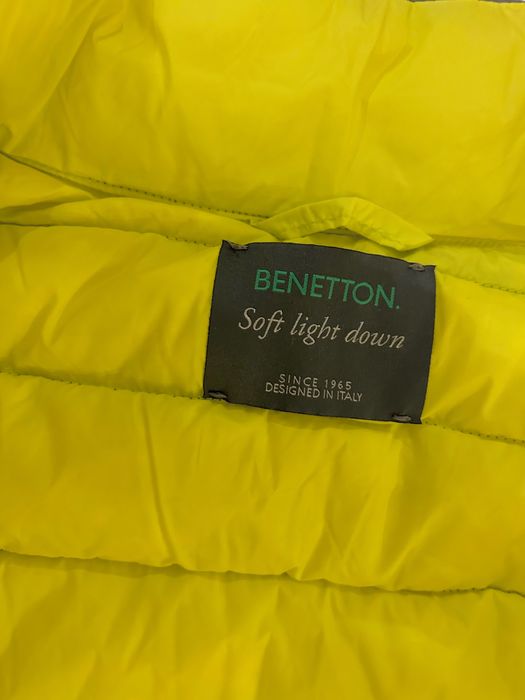 BENETTON.
Soft light down
SINCE 1965
DESIGNED IN ITALY